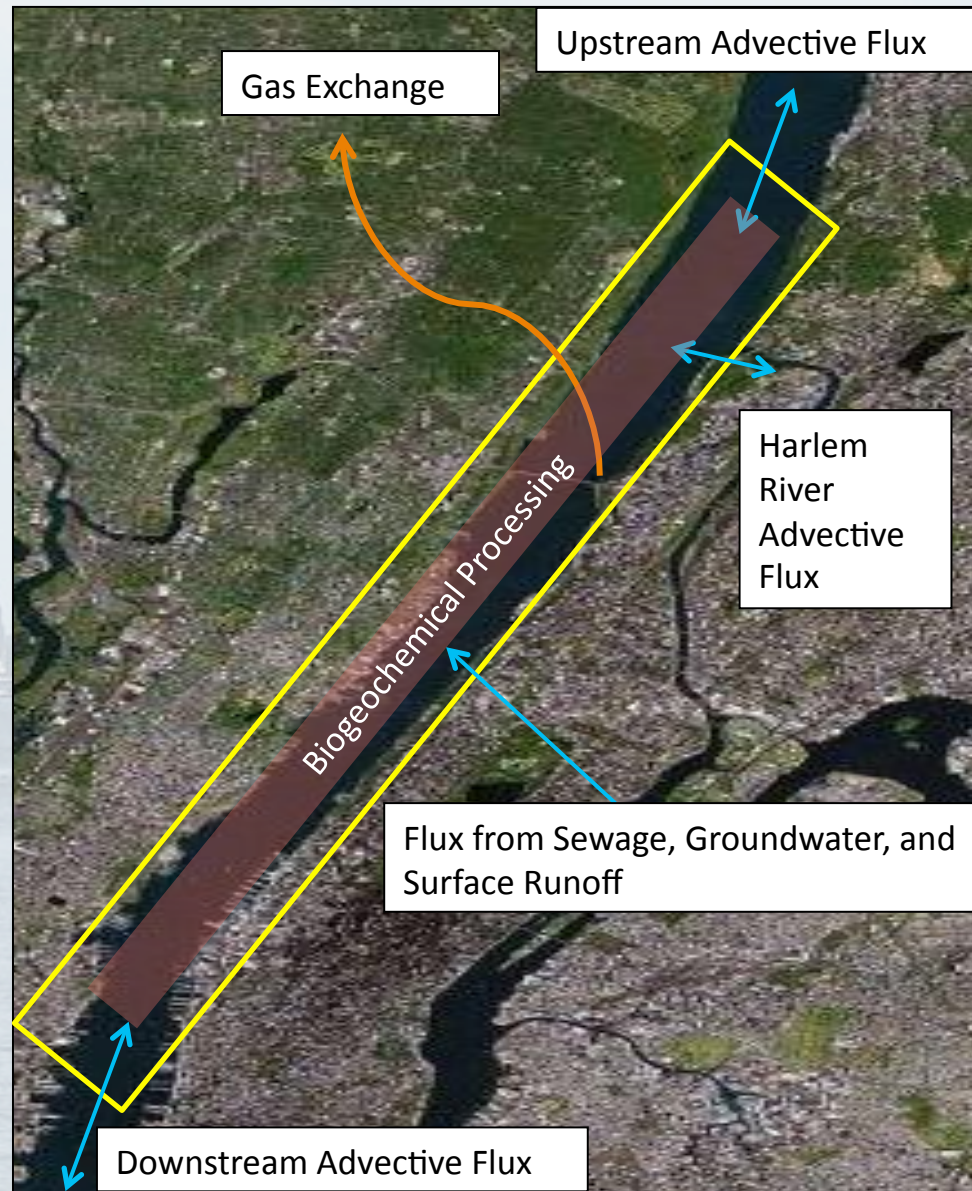 Upstream Advective Flux
Gas Exchange
Harlem
River
Advective
Flux
Biogeochemical Processing
Flux from Sewage, Groundwater, and
Surface Runoff
Downstream Advective Flux